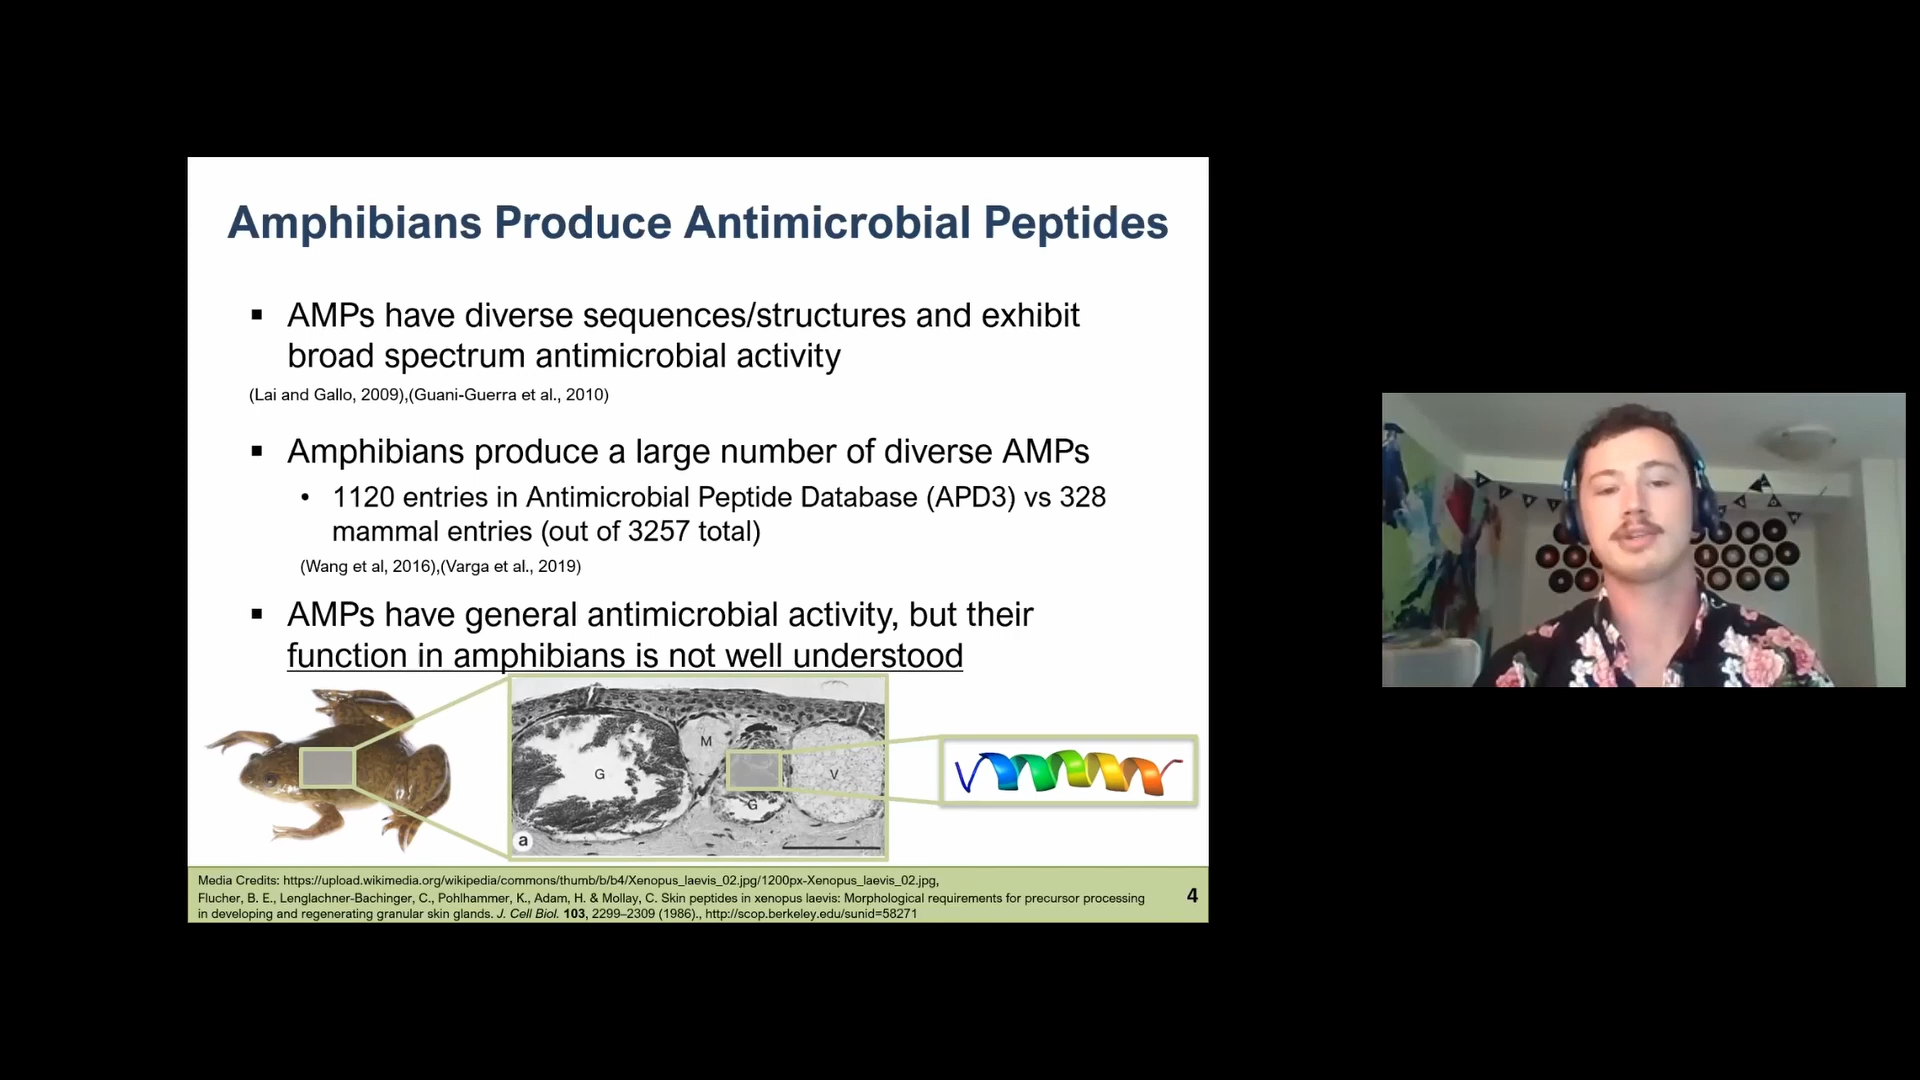 Amphibians Produce Antimicrobial Peptides
▪ AMPs have diverse sequences/structures and exhibit
broad spectrum antimicrobial activity
(Lai and Gallo, 2009),(Guani-Guerra et al., 2010)
▪ Amphibians produce a large number of diverse AMPs
• 1120 entries in Antimicrobial Peptide Database (APD3) vs 328
mammal entries (out of 3257 total)
(Wang et al, 2016),(Varga et al., 2019)
▪ AMPs have general antimicrobial activity, but their
function in amphibians is not well understood
G
M
G
V
a
Media Credits: https://upload.wikimedia.org/wikipedia/commons/thumb/b/b4/Xenopus_laevis_02.jpg/1200px-Xenopus_laevis_02.jpg,
Flucher, B. E., Lenglachner-Bachinger, C., Pohlhammer, K., Adam, H. & Mollay, C. Skin peptides in xenopus laevis: Morphological requirements for precursor processing
in developing and regenerating granular skin glands. J. Cell Biol. 103, 2299–2309 (1986)., http://scop.berkeley.edu/sunid=58271
4